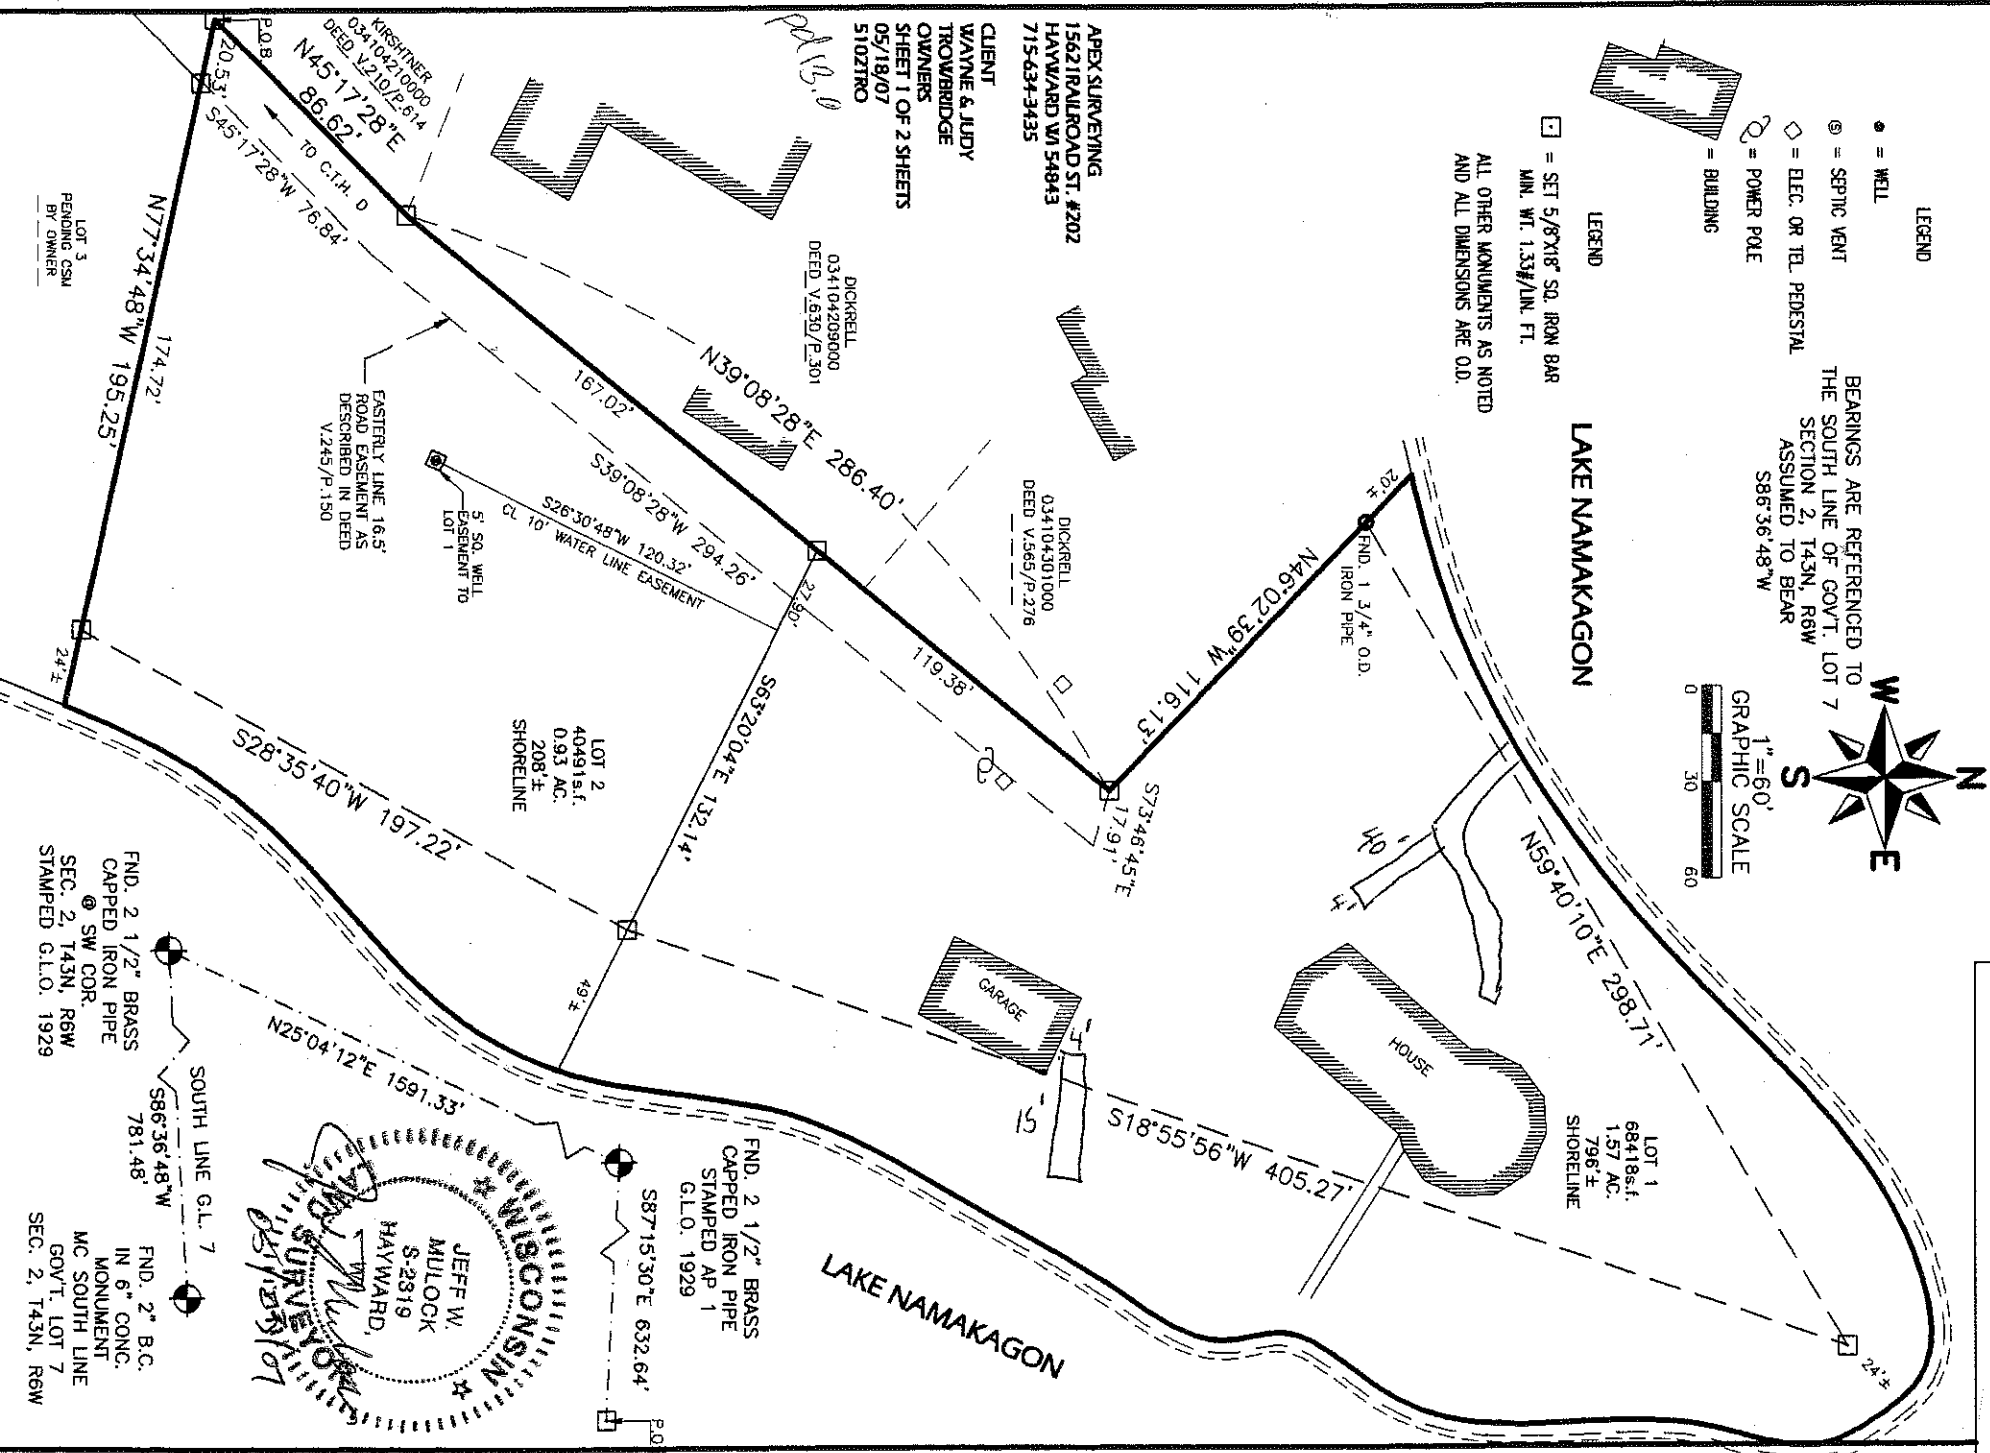 LEGEND
● = WELL
Ⓢ = SEPTIC VENT
◇ = ELEC. OR TEL. PEDESTAL
= POWER POLE
= BUILDING
LEGEND
⊡ = SET 5/8"X18" SQ. IRON BAR
MIN. WT. 1.33#/LIN. FT.
ALL OTHER MONUMENTS AS NOTED
AND ALL DIMENSIONS ARE O.D.
BEARINGS ARE REFERENCED TO
THE SOUTH LINE OF GOV'T. LOT 7
SECTION 2, T43N, R6W
ASSUMED TO BEAR
S86°36'48"W
N
W
E
S
1"=60'
GRAPHIC SCALE
0 30 60
LAKE NAMAKAGON
APEX SURVEYING
15621 RAILROAD ST. #202
HAYWARD WI 54843
715-634-3435
CLIENT
WAYNE & JUDY
TROWBRIDGE
OWNERS
SHEET 1 OF 2 SHEETS
05/18/07
5102TRO
P.O.B
20.53'
KIRSHTNER
034104210000
DEED V.210/P.614
N45°17'28"E
86.62'
TO C.T.H. D
S45°17'28"W 76.84'
DICKRELL
034104209000
DEED V.630/P.301
N39°08'28"E 286.40'
167.02'
S39°08'28"W 294.26'
DICKRELL
034104301000
DEED V.565/P.276
20'±
FND. 1 3/4" O.D.
IRON PIPE
N46°02'39"W 116.13'
S73°46'45"E
17.91'
119.38'
27.90'
S26°30'48"W 120.32'
CL 10' WATER LINE EASEMENT
5' SQ. WELL
EASEMENT TO
LOT 1
EASTERLY LINE 16.5'
ROAD EASEMENT AS
DESCRIBED IN DEED
V.245/P.150
LOT 3
PENDING CSM
BY OWNER
N77°34'48"W 195.25'
174.72'
24'±
S63°20'04"E 132.14'
49'±
LOT 2
40491s.f.
0.93 AC.
208'±
SHORELINE
S28°35'40"W 197.22'
N59°40'10"E 298.71'
40'
4'
GARAGE
4'
15'
HOUSE
S18°55'56"W 405.27'
LOT 1
68418s.f.
1.57 AC.
796'±
SHORELINE
24'±
LAKE NAMAKAGON
FND. 2 1/2" BRASS
CAPPED IRON PIPE
STAMPED AP 1
G.L.O. 1929
S87°15'30"E 632.64'
P.O
FND. 2 1/2" BRASS
CAPPED IRON PIPE
@ SW COR.
SEC. 2, T43N, R6W
STAMPED G.L.O. 1929
N25°04'12"E 1591.33'
SOUTH LINE G.L. 7
S86°36'48"W
781.48'
FND. 2" B.C.
IN 6" CONC.
MONUMENT
MC SOUTH LINE
GOV'T. LOT 7
SEC. 2, T43N, R6W
WISCONSIN
JEFF W.
MULOCK
S-2319
HAYWARD,
LAND SURVEYOR